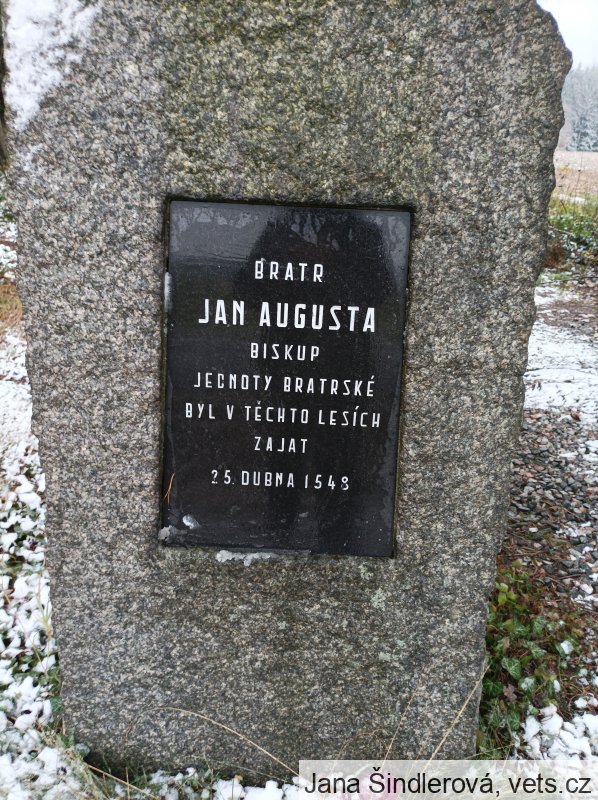 BRATR
JAN AUGUSTA
BISKUP
JEDNOTY BRATRSKÉ
BYL V TĚCHTO LESÍCH
ZAJAT
25. DUBNA 1548
Jana Šindlerová, vets.cz